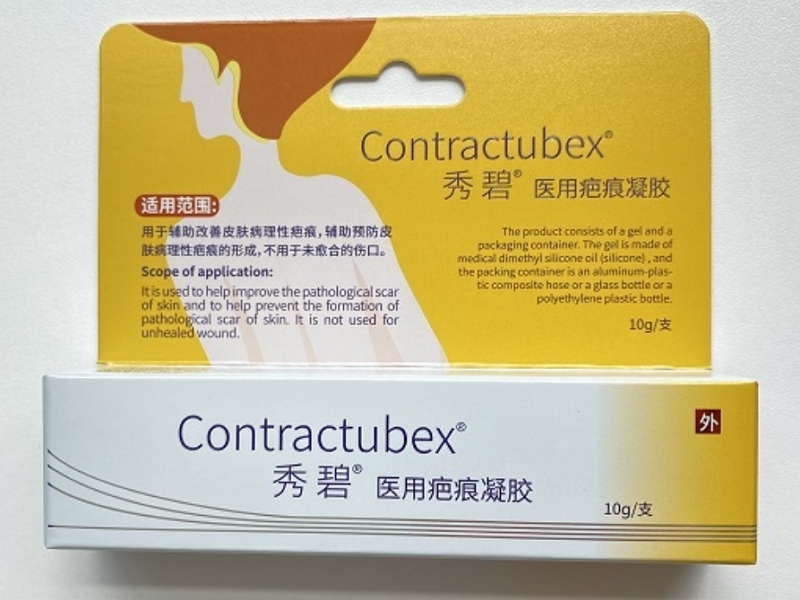 Contractubex®
秀碧® 医用疤痕凝胶
适用范围:
用于辅助改善皮肤病理性疤痕，辅助预防皮
肤病理性疤痕的形成，不用于未愈合的伤口。
Scope of application:
It is used to help improve the pathological scar
of skin and to help prevent the formation of
pathological scar of skin. It is not used for
unhealed wound.
The product consists of a gel and a
packaging container. The gel is made of
medical dimethyl silicone oil (silicone) , and
the packing container is an aluminum-plas-
tic composite hose or a glass bottle or a
polyethylene plastic bottle.
10g/支
Contractubex®
秀碧® 医用疤痕凝胶
外
10g/支